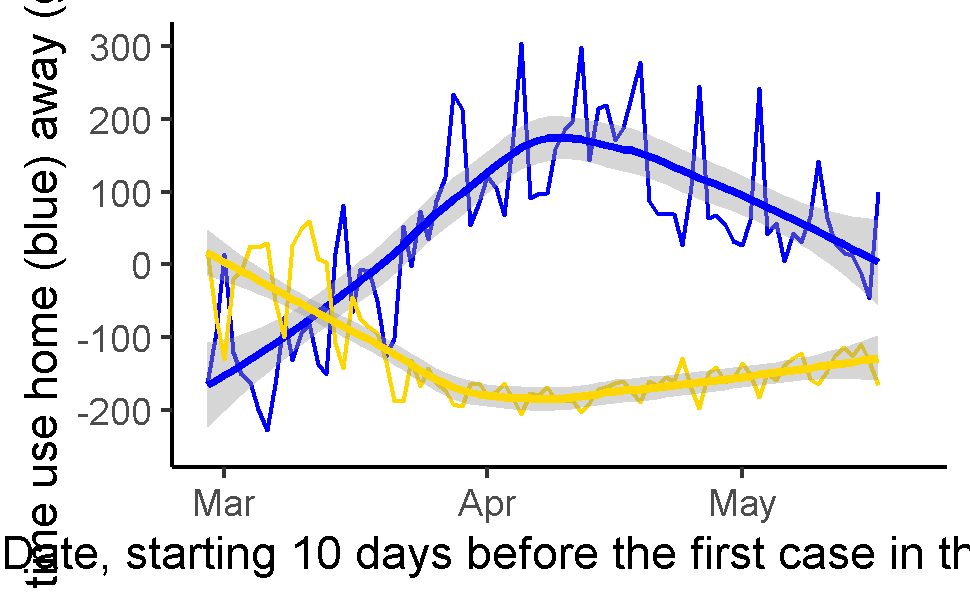 time use home (blue) away (
300
200
100
0
-100
-200
Mar Apr May
Date, starting 10 days before the first case in th